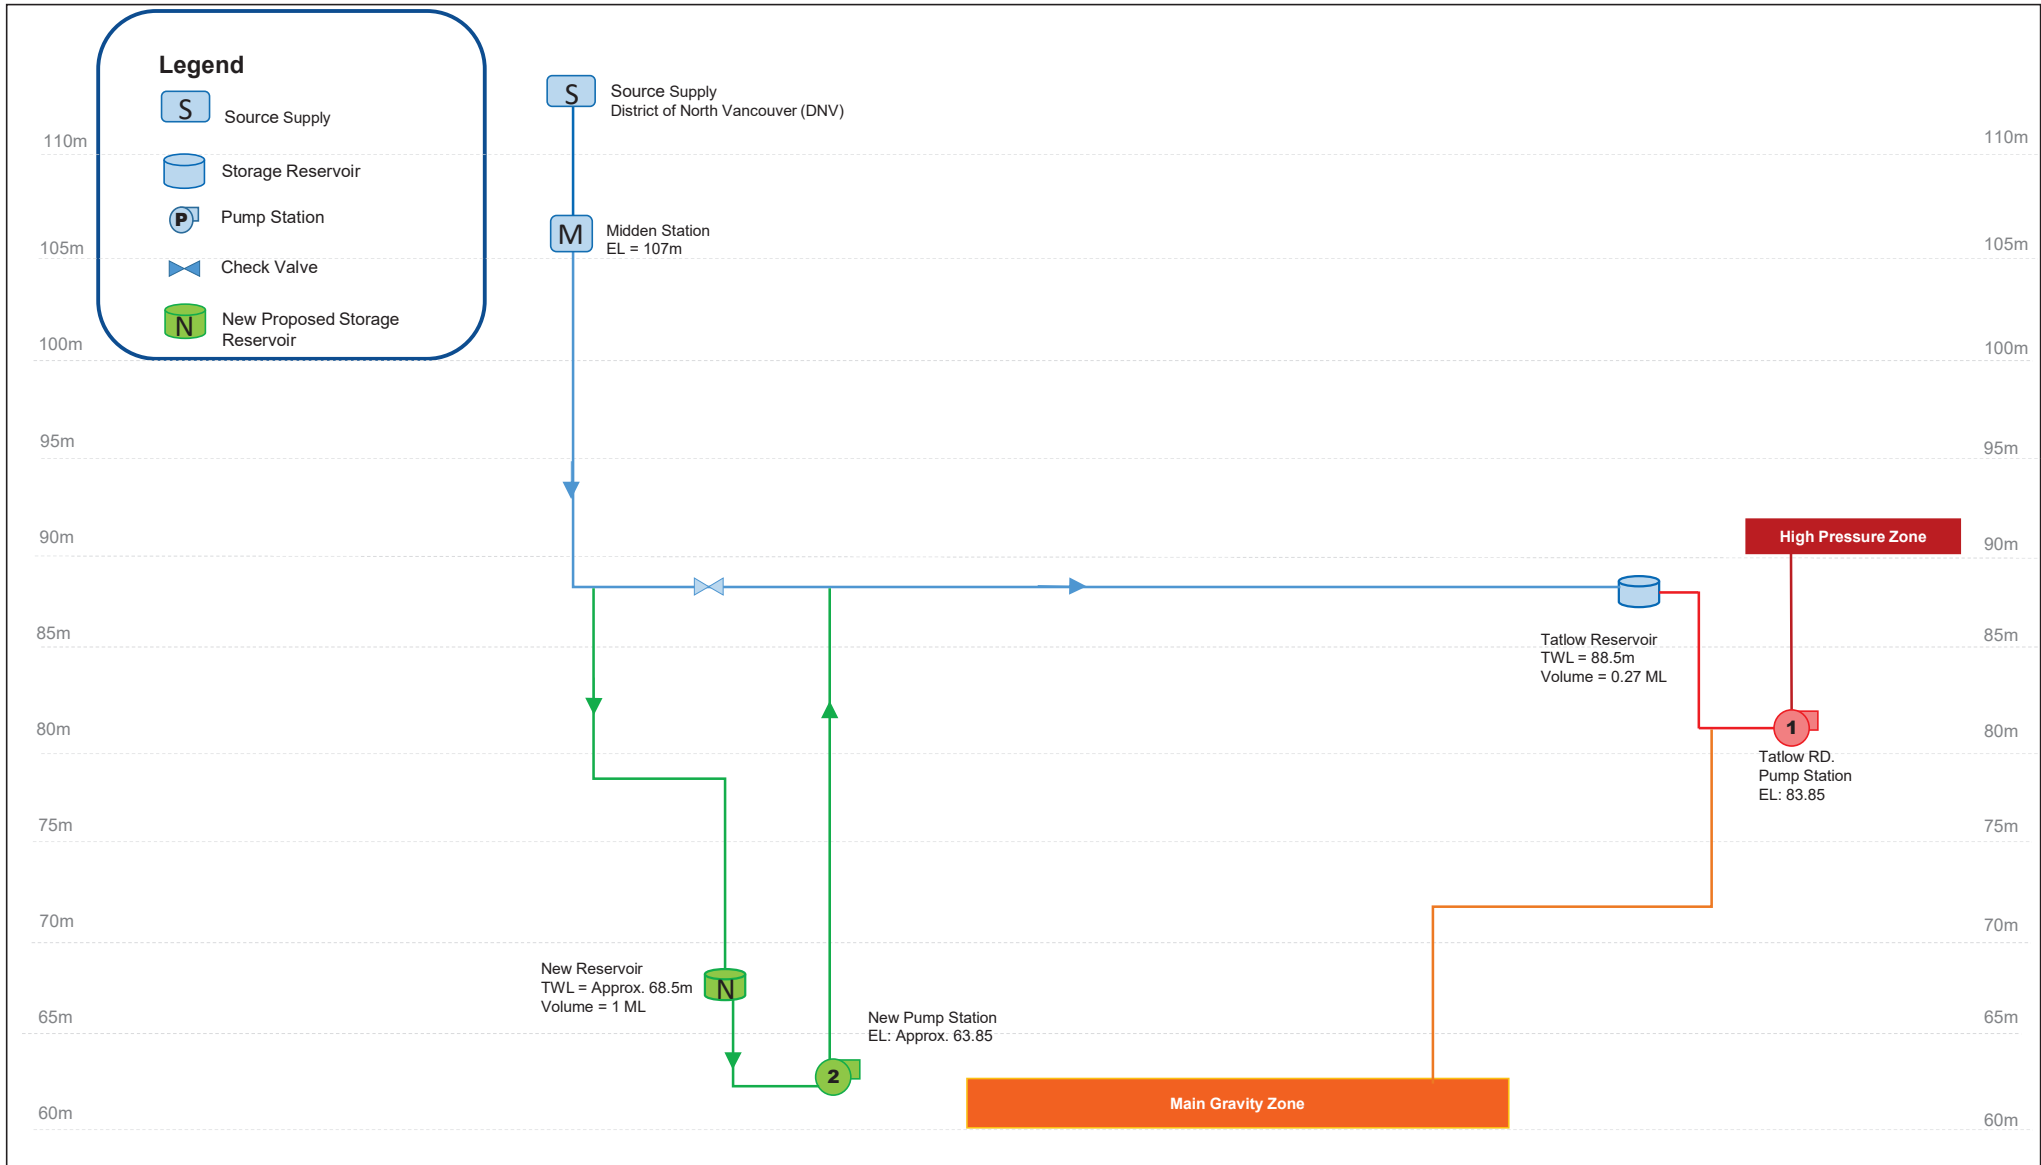 Legend
S
Source Supply
Storage Reservoir
P
Pump Station
Check Valve
N
New Proposed Storage
Reservoir
S
Source Supply
District of North Vancouver (DNV)
110m
110m
M
Midden Station
EL = 107m
105m
105m
100m
100m
95m
95m
90m
High Pressure Zone
90m
85m
85m
Tatlow Reservoir
TWL = 88.5m
Volume = 0.27 ML
80m
1
80m
Tatlow RD.
Pump Station
EL: 83.85
75m
75m
70m
70m
New Reservoir
TWL = Approx. 68.5m
Volume = 1 ML
N
65m
New Pump Station
EL: Approx. 63.85
65m
2
60m
Main Gravity Zone
60m